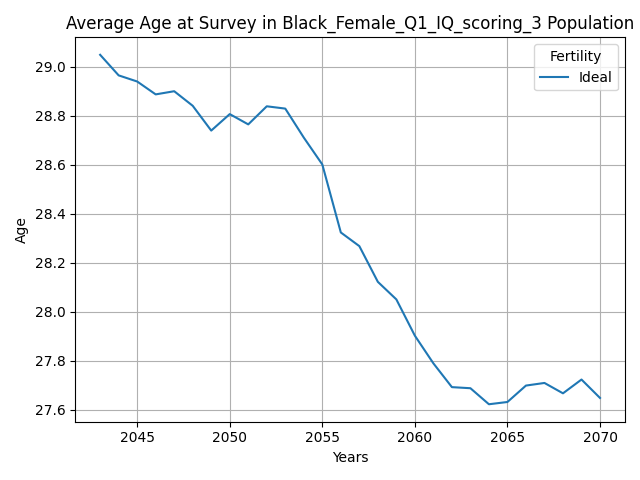 Average Age at Survey in Black_Female_Q1_IQ_scoring_3 Population
Fertility
Ideal
29.0
28.8
28.6
28.4
28.2
28.0
27.8
27.6
Age
2045 2050 2055 2060 2065 2070
Years